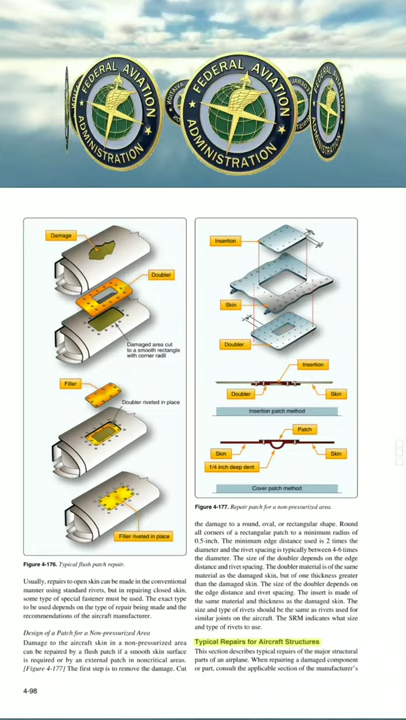 FEDERAL AVIATION
ADMINISTRATION
FEDERAL AVIATION
ADMINISTRATION
Damage
Doubler
Damaged area cut
to a smooth rectangle
with corner radii
Filler
Doubler riveted in place
Filler riveted in place
Figure 4-176. Typical flush patch repair.
Usually, repairs to open skin can be made in the conventional
manner using standard rivets, but in repairing closed skin,
some type of special fastener must be used. The exact type
to be used depends on the type of repair being made and the
recommendations of the aircraft manufacturer.
Design of a Patch for a Non-pressurized Area
Damage to the aircraft skin in a non-pressurized area
can be repaired by a flush patch if a smooth skin surface
is required or by an external patch in noncritical areas.
[Figure 4-177] The first step is to remove the damage. Cut
4-98
Insertion
Skin
Doubler
Insertion
Doubler
Skin
Insertion patch method
Patch
Skin
Skin
1/4 inch deep dent
Cover patch method
Figure 4-177. Repair patch for a non-pressurized area.
the damage to a round, oval, or rectangular shape. Round
all corners of a rectangular patch to a minimum radius of
0.5-inch. The minimum edge distance used is 2 times the
diameter and the rivet spacing is typically between 4-6 times
the diameter. The size of the doubler depends on the edge
distance and rivet spacing. The doubler material is of the same
material as the damaged skin, but of one thickness greater
than the damaged skin. The size of the doubler depends on
the edge distance and rivet spacing. The insert is made of
the same material and thickness as the damaged skin. The
size and type of rivets should be the same as rivets used for
similar joints on the aircraft. The SRM indicates what size
and type of rivets to use.
Typical Repairs for Aircraft Structures
This section describes typical repairs of the major structural
parts of an airplane. When repairing a damaged component
or part, consult the applicable section of the manufacturer's